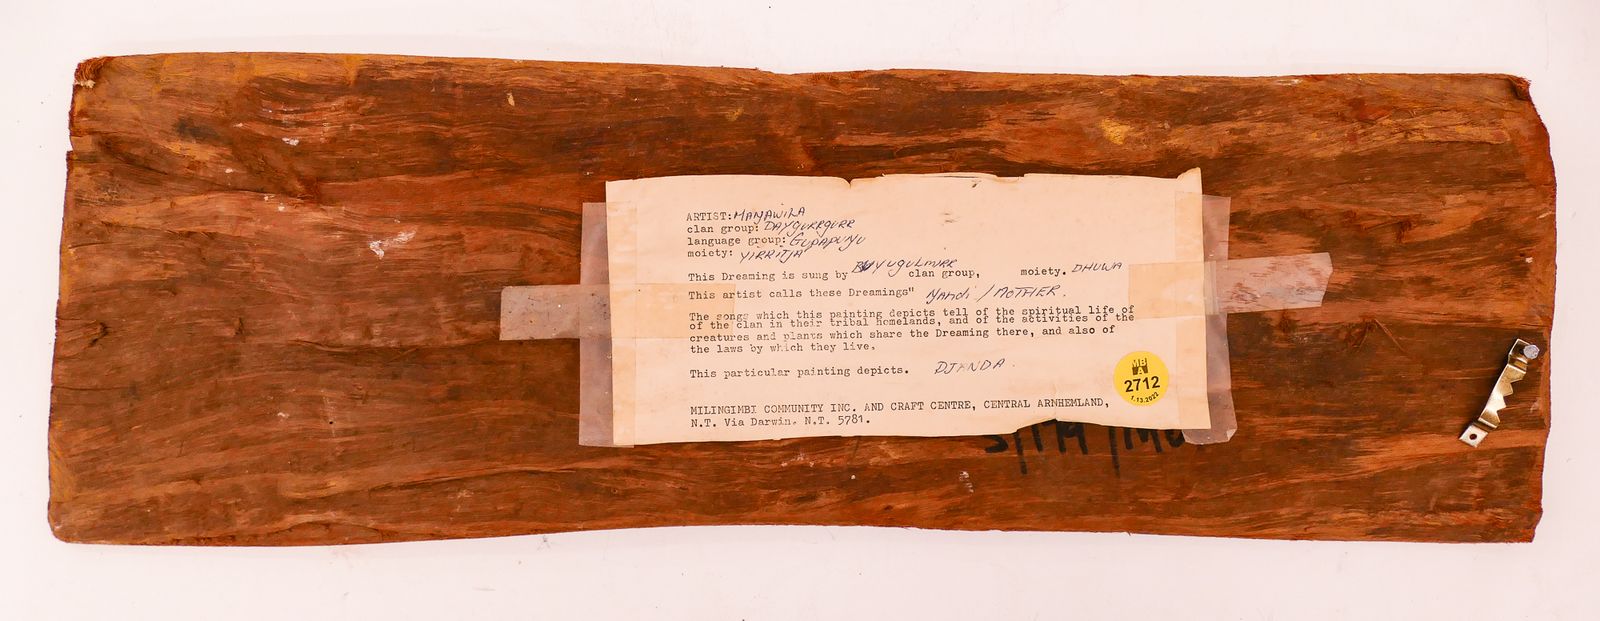 ARTIST: MANAWILA
clan group: DAYGURRGURR
language group: GUPAPUYU
moiety: YIRRITJA
This Dreaming is sung by BUYUGULMIRR clan group, moiety. DHUWA
This artist calls these Dreamings" NANDI / MOTHER.
The songs which this painting depicts tell of the spiritual life of
of the clan in their tribal homelands, and of the activities of the
creatures and plants which share the Dreaming there, and also of
the laws by which they live.
This particular painting depicts. DJANDA.
MILINGIMBI COMMUNITY INC. AND CRAFT CENTRE, CENTRAL ARNHEMLAND,
N.T. Via Darwin. N.T. 5781.
MBA
2712
1.13.2022